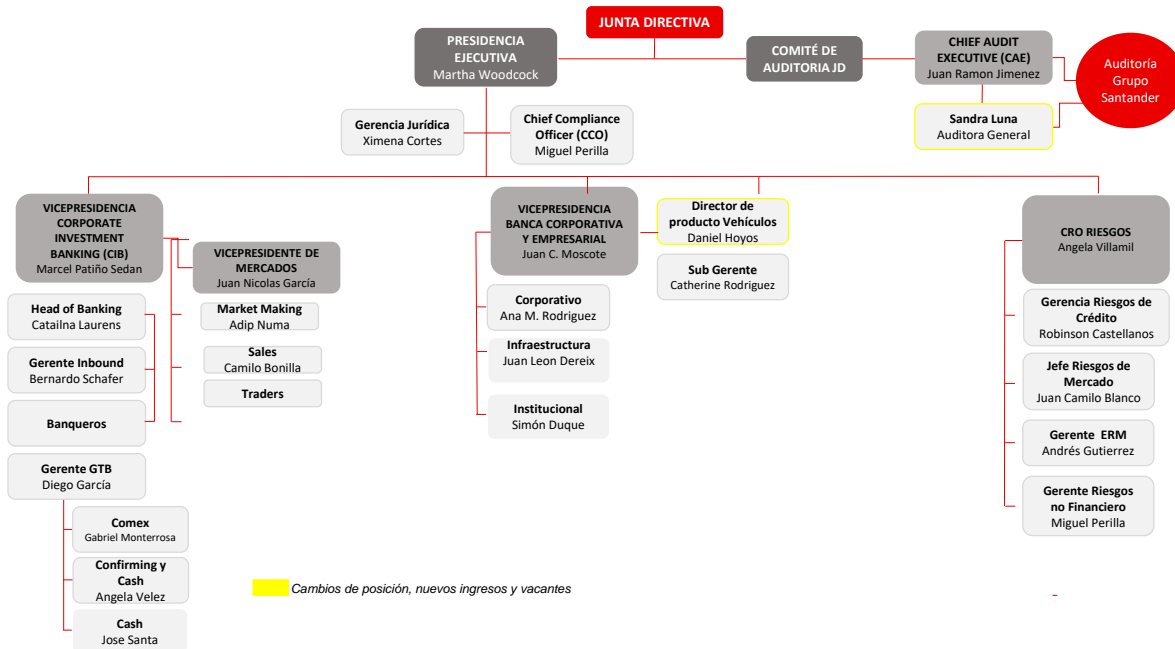 JUNTA DIRECTIVA
PRESIDENCIA
EJECUTIVA
Martha Woodcock
COMITÉ DE
AUDITORIA JD
CHIEF AUDIT
EXECUTIVE (CAE)
Juan Ramon Jimenez
Auditoría
Grupo
Santander
Gerencia Jurídica
Ximena Cortes
Chief Compliance
Officer (CCO)
Miguel Perilla
Sandra Luna
Auditora General
VICEPRESIDENCIA
CORPORATE
INVESTMENT
BANKING (CIB)
Marcel Patiño Sedan
VICEPRESIDENTE DE
MERCADOS
Juan Nicolas García
VICEPRESIDENCIA
BANCA CORPORATIVA
Y EMPRESARIAL
Juan C. Moscote
Director de
producto Vehículos
Daniel Hoyos
Sub Gerente
Catherine Rodriguez
CRO RIESGOS
Angela Villamil
Head of Banking
Catailna Laurens
Gerente Inbound
Bernardo Schafer
Banqueros
Gerente GTB
Diego García
Comex
Gabriel Monterrosa
Confirming y
Cash
Angela Velez
Cash
Jose Santa
Market Making
Adip Numa
Sales
Camilo Bonilla
Traders
Corporativo
Ana M. Rodriguez
Infraestructura
Juan Leon Dereix
Institucional
Simón Duque
Gerencia Riesgos de
Crédito
Robinson Castellanos
Jefe Riesgos de
Mercado
Juan Camilo Blanco
Gerente ERM
Andrés Gutierrez
Gerente Riesgos
no Financiero
Miguel Perilla
Cambios de posición, nuevos ingresos y vacantes